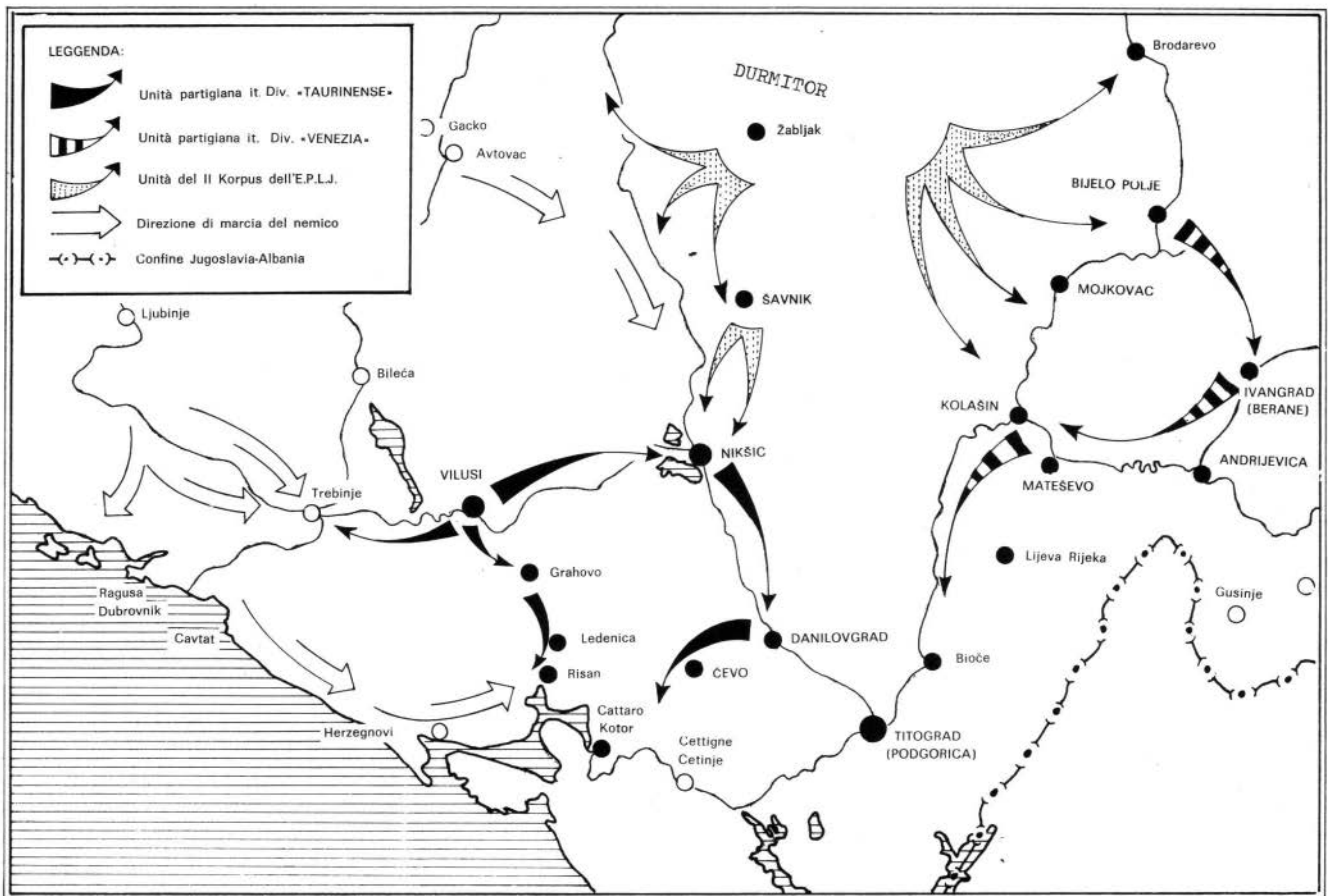 LEGGENDA:
Unità partigiana it. Div. «TAURINENSE»
Unità partigiana it. Div. «VENEZIA»
Unità del II Korpus dell'E.P.L.J.
Direzione di marcia del nemico
Confine Jugoslavia-Albania
Brodarevo
DURMITOR
Gacko
Žabljak
Avtovac
BIJELO POLJE
MOJKOVAC
ŠAVNIK
Ljubinje
Bileća
IVANGRAD
(BERANE)
KOLAŠIN
NIKŠIC
ANDRIJEVICA
VILUSI
MATEŠEVO
Trebinje
Lijeva Rijeka
Grahovo
Gusinje
Ragusa
Dubrovnik
Cavtat
Ledenica
DANILOVGRAD
Bioče
Risan
ČEVO
Cattaro
Kotor
Herzegnovi
TITOGRAD
(PODGORICA)
Cettigne
Cetinje